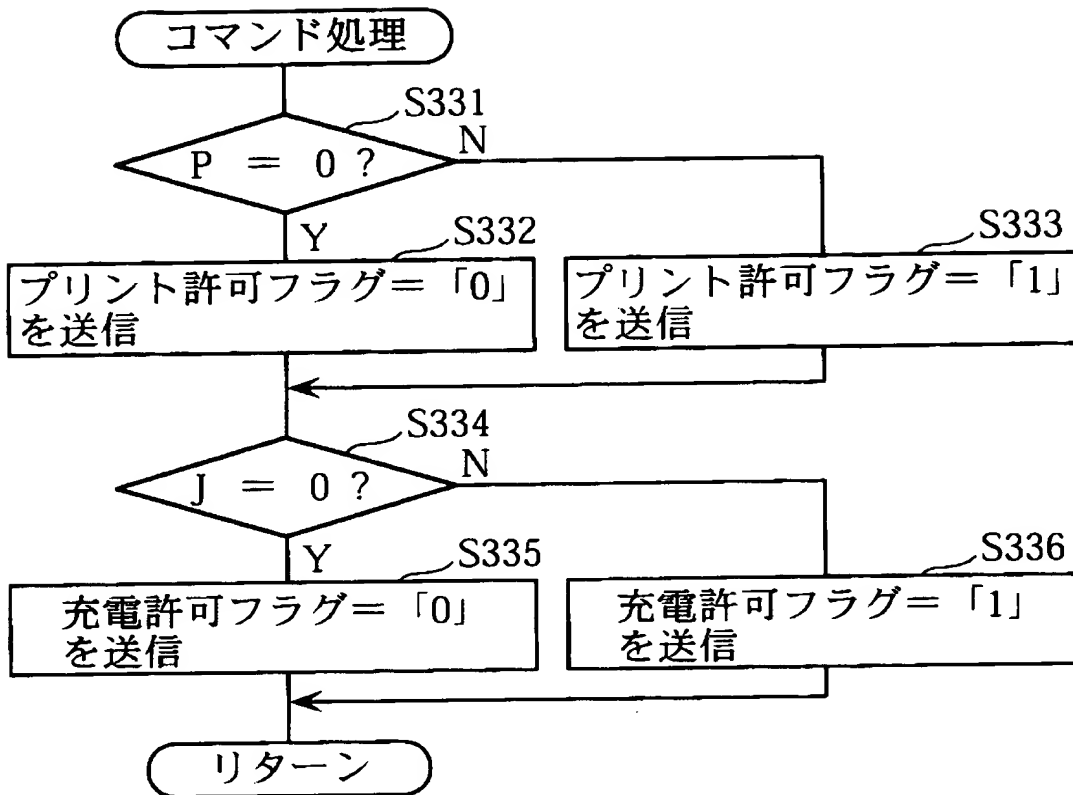 コマンド処理
S331
P = 0 ?
N
Y
S332
プリント許可フラグ=「0」
を送信
S333
プリント許可フラグ=「1」
を送信
S334
J = 0 ?
N
Y
S335
充電許可フラグ=「0」
を送信
S336
充電許可フラグ=「1」
を送信
リターン